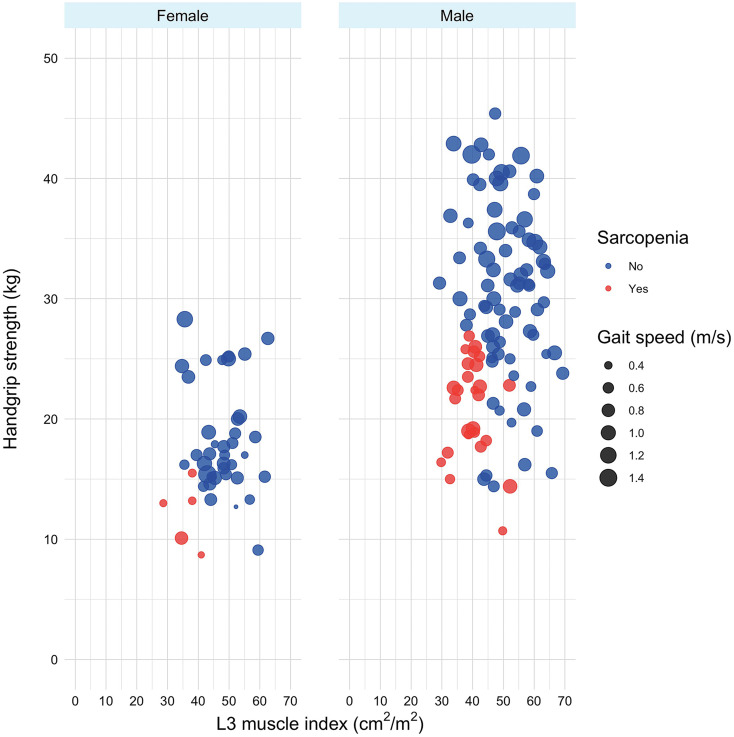 Female Male
50
40
30
20
10
0
Handgrip strength (kg)
0 10 20 30 40 50 60 70 0 10 20 30 40 50 60 70
L3 muscle index (cm²/m²)
Sarcopenia
No
Yes
Gait speed (m/s)
0.4
0.6
0.8
1.0
1.2
1.4